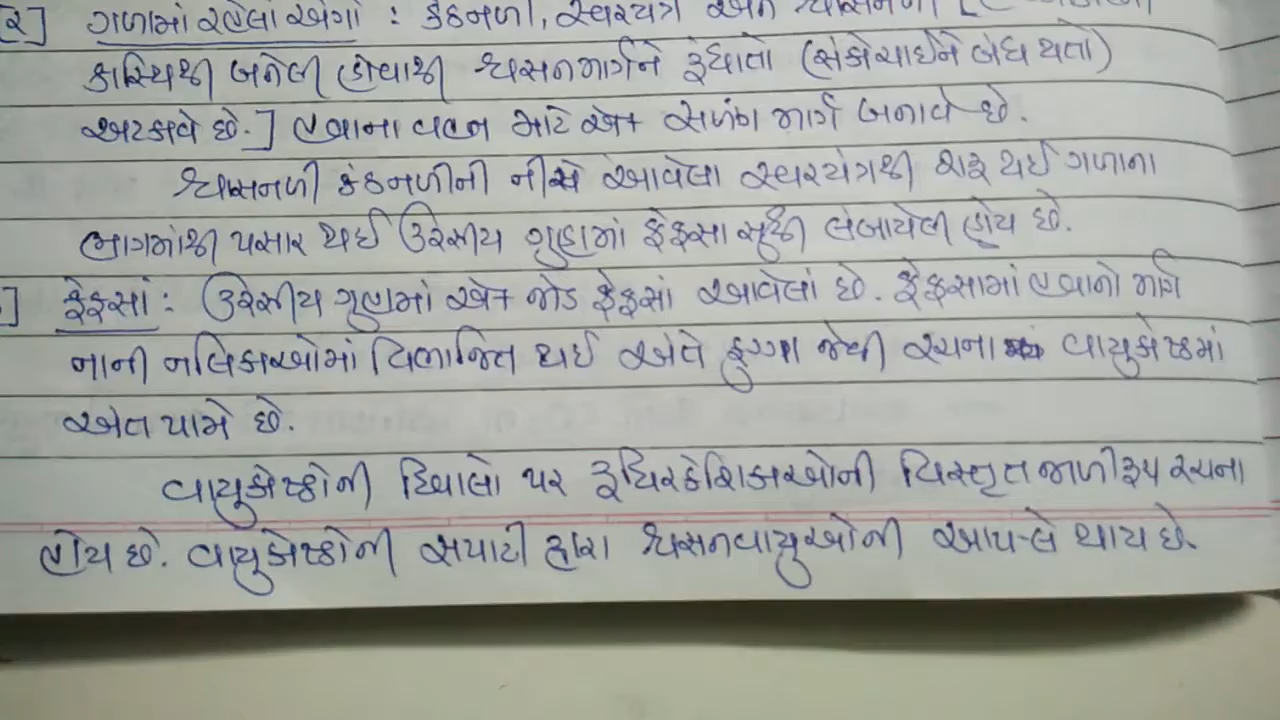 [૨] ગળામાં રહેલાં અંગો : કંઠનળી, સ્વરયંત્ર અને શ્વાસનળી
કાસ્થિથી બનેલી હોવાથી શ્વસનમાર્ગને રૂંધાતો (સંકોચાઈને બંધ થતો)
અટકાવે છે.] હવાના વહન માટે એક સળંગ માર્ગ બનાવે છે.
શ્વાસનળી કંઠનળીની નીચે આવેલા સ્વરયંત્રથી શરૂ થઈ ગળાના
ભાગમાંથી પસાર થઈ ઉરસીય ગુહામાં ફેફસા સુધી લંબાયેલી હોય છે.
] ફેફસાં : ઉરસીય ગુહામાં એક જોડ ફેફસાં આવેલાં છે. ફેફસામાં હવાનો માર્ગ
નાની નલિકાઓમાં વિભાજિત થઈ અંતે ફુગ્ગા જેવી રચના વાયુકોષ્ઠમાં
અંત પામે છે.
વાયુકોષ્ઠોની દિવાલો પર રૂધિરકેશિકાઓની વિસ્તૃત જાળીરૂપ રચના
હોય છે. વાયુકોષ્ઠોની સપાટી દ્વારા શ્વસનવાયુઓની આપ-લે થાય છે.